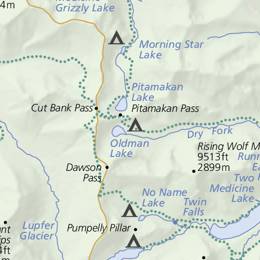 Medicine
Grizzly Lake
Morning Star
Lake
Pitamakan
Lake
Cut Bank Pass
Pitamakan Pass
Oldman
Lake
Dry Fork
Rising Wolf M
9513ft
2899m
Dawson
Pass
No Name
Lake
Two
Medicine
Lake
Twin
Falls
Lupfer
Glacier
Pumpelly Pillar